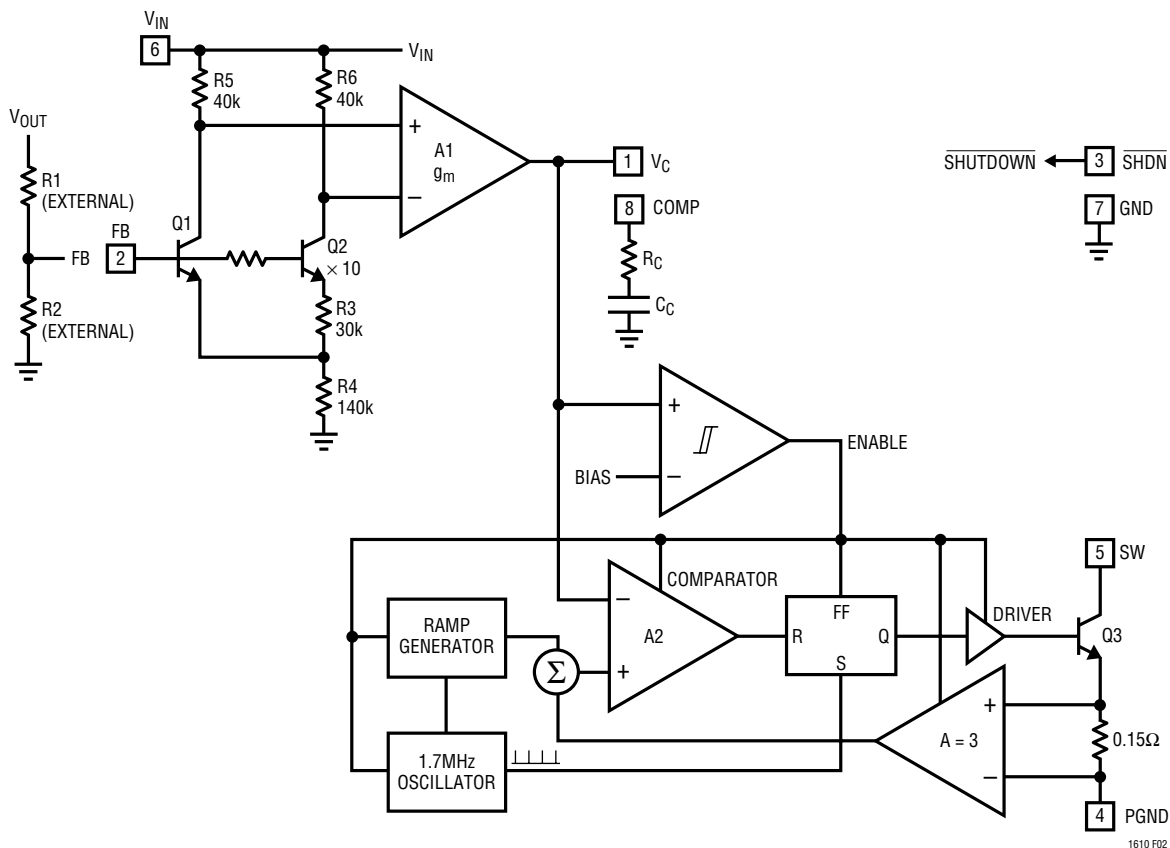 V_IN
6
V_IN
R5
40k
R6
40k
V_OUT
R1
(EXTERNAL)
FB
R2
(EXTERNAL)
FB
2
Q1
Q2
× 10
R3
30k
R4
140k
+
−
A1
g_m
1
V_C
8
COMP
R_C
C_C
SHUTDOWN
3
SHDN
7
GND
+
BIAS
−
ENABLE
COMPARATOR
−
A2
+
RAMP
GENERATOR
Σ
1.7MHz
OSCILLATOR
FF
R
Q
S
DRIVER
5
SW
Q3
+
A = 3
−
0.15Ω
4
PGND
1610 F02